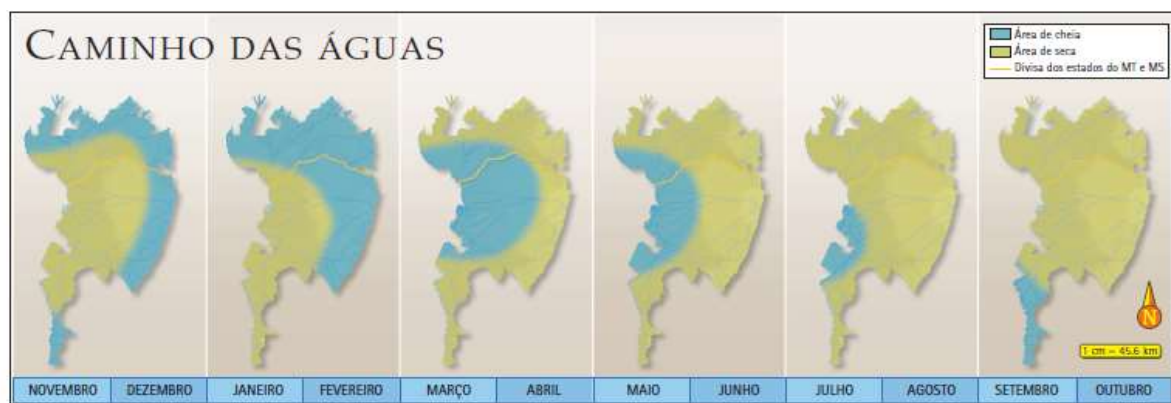 CAMINHO DAS ÁGUAS
Área de cheia
Área de seca
Divisa dos estados do MT e MS
N
1 cm = 45.6 km
NOVEMBRO DEZEMBRO JANEIRO FEVEREIRO MARÇO ABRIL MAIO JUNHO JULHO AGOSTO SETEMBRO OUTUBRO